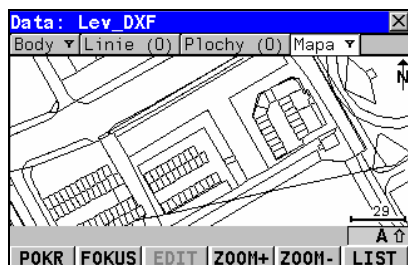 Data: Lev_DXF
Body Linie (0) Plochy (0) Mapa
N
29
A
POKR FOKUS EDIT ZOOM+ ZOOM- LIST